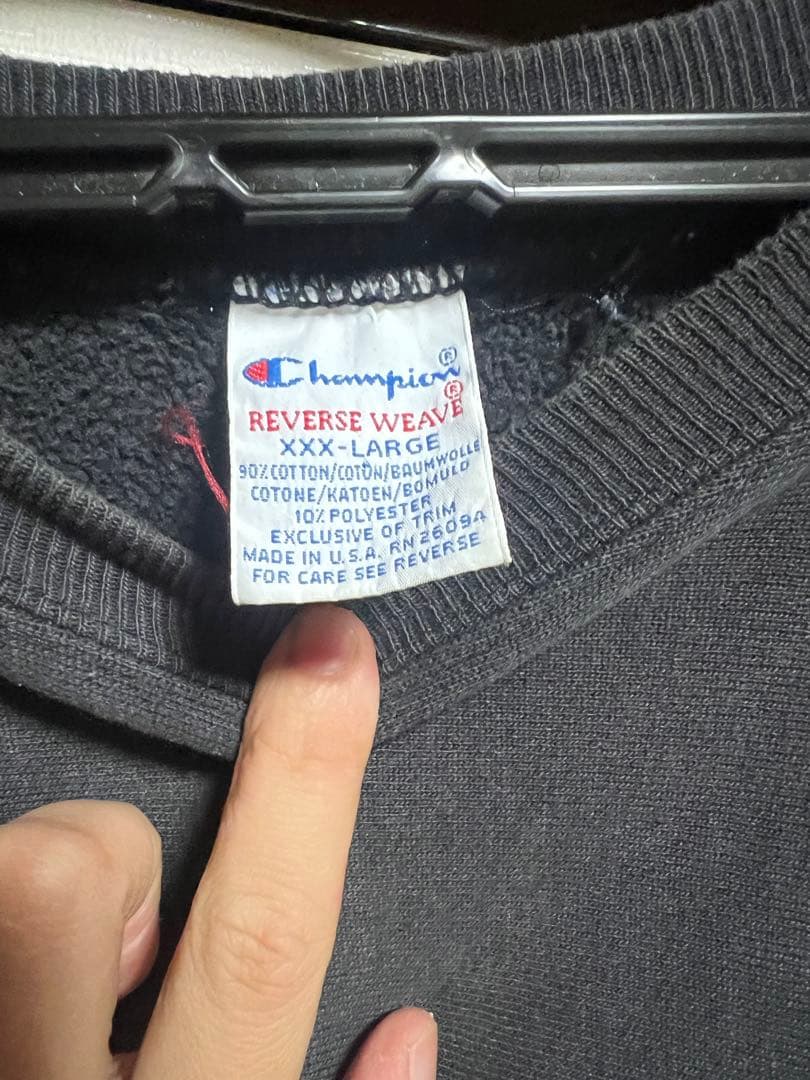 Champion®
REVERSE WEAVE®
XXX-LARGE
90% COTTON/COTON/BAUMWOLLE
COTONE/KATOEN/BOMULD
10% POLYESTER
EXCLUSIVE OF TRIM
MADE IN U.S.A. RN 26094
FOR CARE SEE REVERSE